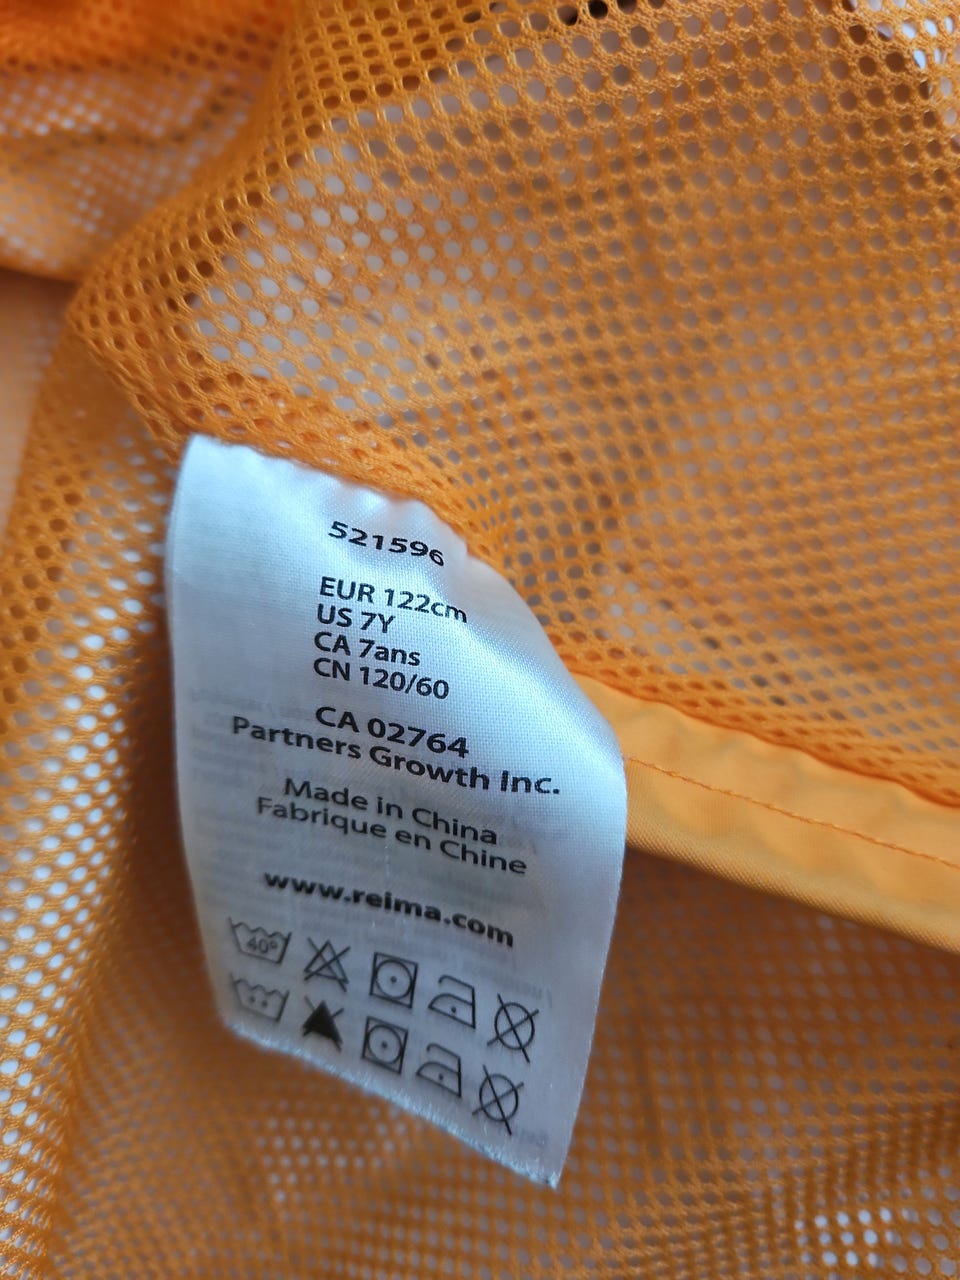 521596
EUR 122cm
US 7Y
CA 7ans
CN 120/60
CA 02764
Partners Growth Inc.
Made in China
Fabrique en Chine
www.reima.com
40°